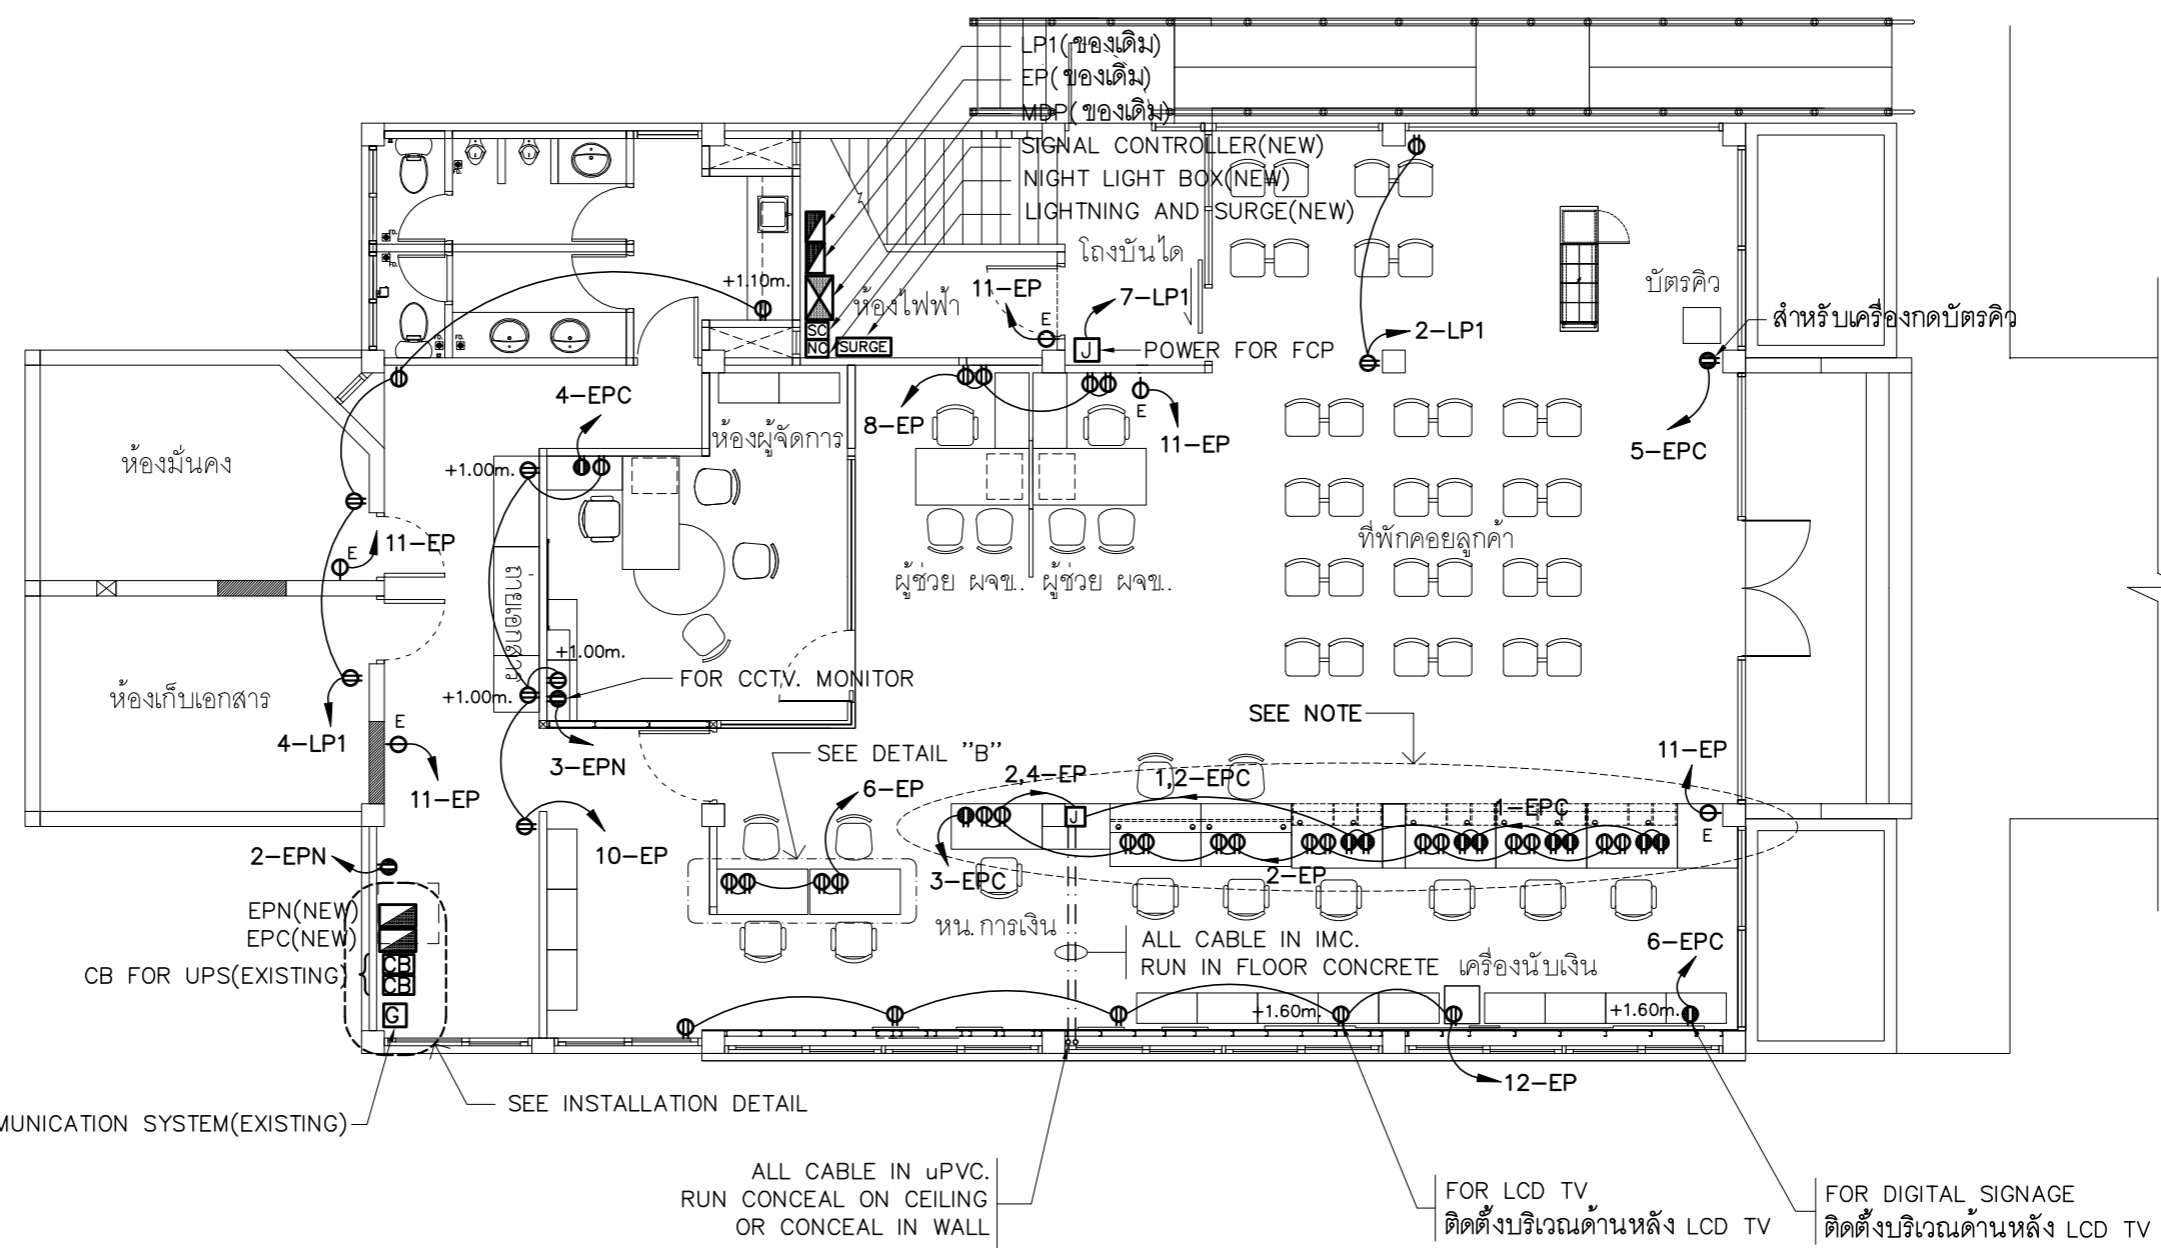 LP1(ของเดิม)
EP(ของเดิม)
MDP(ของเดิม)
SIGNAL CONTROLLER(NEW)
NIGHT LIGHT BOX(NEW)
LIGHTNING AND SURGE(NEW)
โถงบันได
บัตรคิว
+1.10m.
11-EP
7-LP1
ห้องไฟฟ้า
สำหรับเครื่องกดบัตรคิว
SC
NC
SURGE
E
J
POWER FOR FCP
2-LP1
4-EPC
8-EP
E
11-EP
5-EPC
ห้องผู้จัดการ
ห้องมั่นคง
+1.00m.
11-EP
E
ที่พักคอยลูกค้า
ผู้ช่วย ผจข..
ผู้ช่วย ผจข..
ถ่ายเอกสาร
+1.00m.
FOR CCTV. MONITOR
ห้องเก็บเอกสาร
+1.00m.
SEE NOTE
4-LP1
E
3-EPN
SEE DETAIL "B"
11-EP
11-EP
6-EP
2,4-EP
1,2-EPC
1-EPC
J
E
10-EP
2-EPN
3-EPC
2-EP
EPN(NEW)
EPC(NEW)
CB FOR UPS(EXISTING)
CB
CB
G
หน.การเงิน
ALL CABLE IN IMC.
RUN IN FLOOR CONCRETE
เครื่องนับเงิน
6-EPC
+1.60m.
+1.60m.
12-EP
SEE INSTALLATION DETAIL
MUNICATION SYSTEM(EXISTING)
ALL CABLE IN uPVC.
RUN CONCEAL ON CEILING
OR CONCEAL IN WALL
FOR LCD TV
ติดตั้งบริเวณด้านหลัง LCD TV
FOR DIGITAL SIGNAGE
ติดตั้งบริเวณด้านหลัง LCD TV